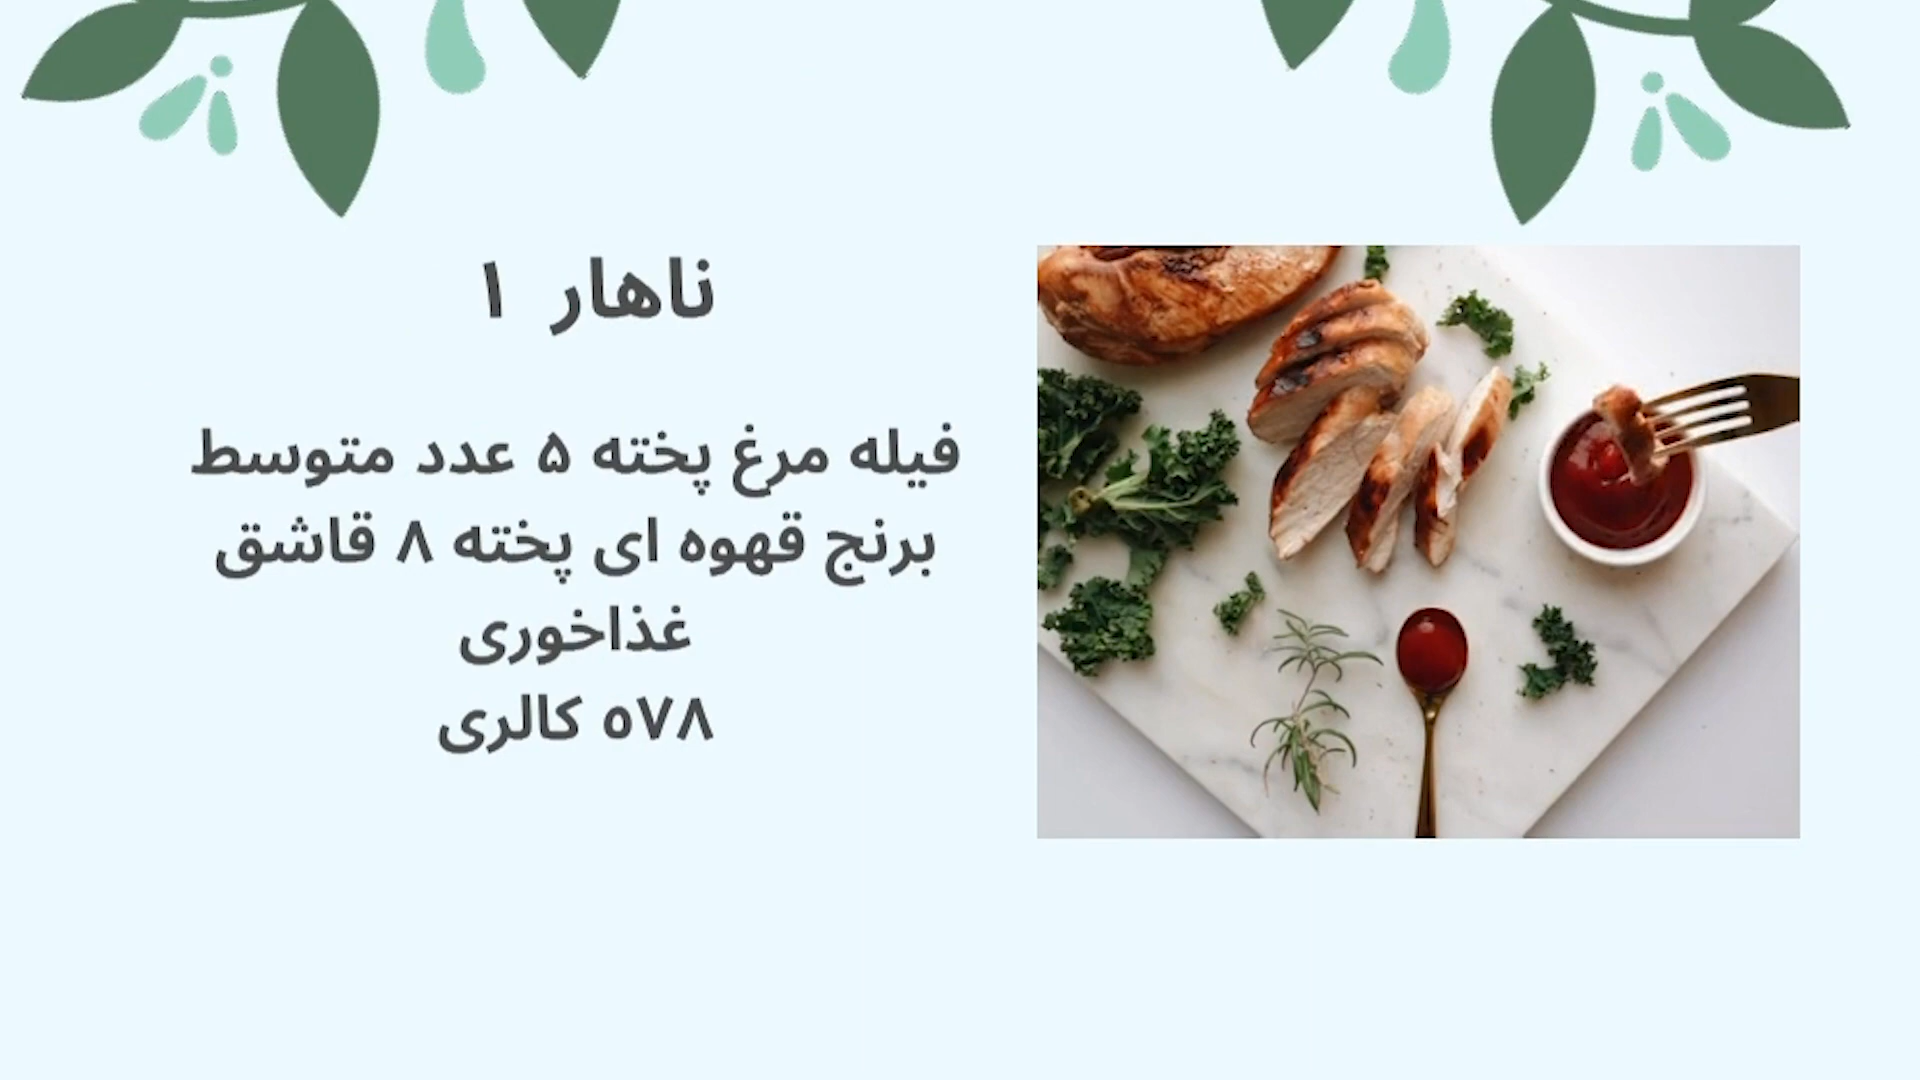 ناهار ۱
فیله مرغ پخته ۵ عدد متوسط
برنج قهوه ای پخته ۸ قاشق
غذاخوری
۵۷۸ کالری